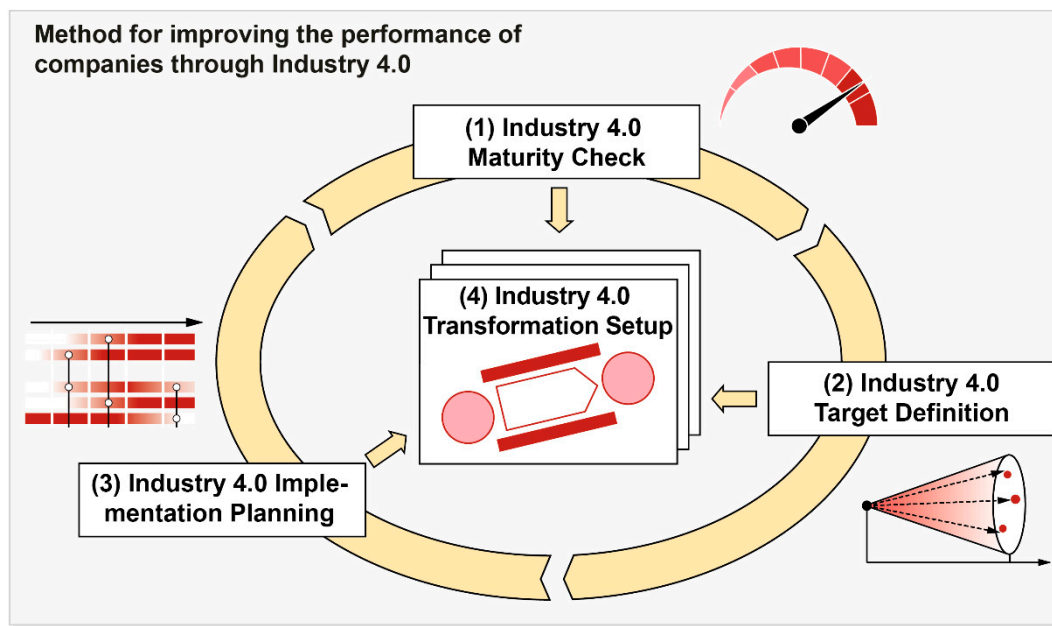 Method for improving the performance of
companies through Industry 4.0
(1) Industry 4.0
Maturity Check
(4) Industry 4.0
Transformation Setup
(2) Industry 4.0
Target Definition
(3) Industry 4.0 Imple-
mentation Planning